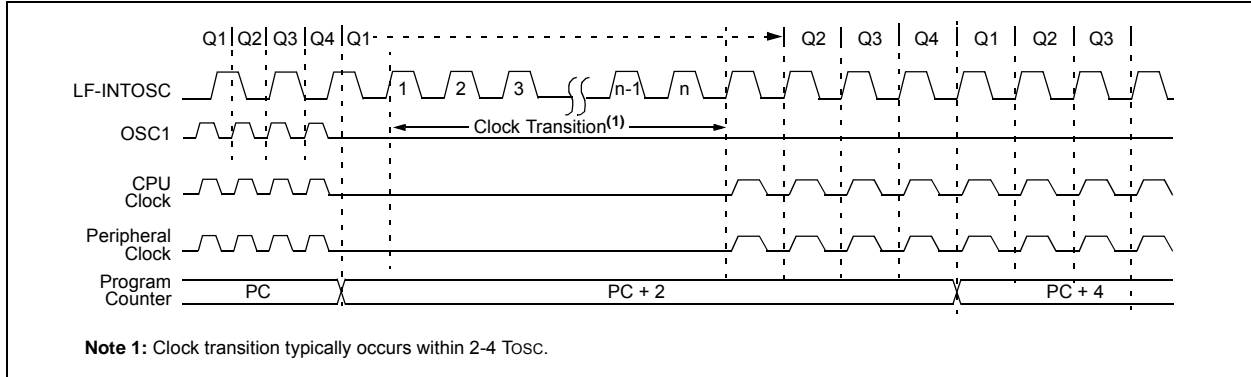 Q1 Q2 Q3 Q4 Q1 Q2 Q3 Q4 Q1 Q2 Q3
LF-INTOSC 1 2 3 n-1 n
Clock Transition(1)
OSC1
CPU
Clock
Peripheral
Clock
Program
Counter
PC PC + 2 PC + 4
Note 1: Clock transition typically occurs within 2-4 TOSC.